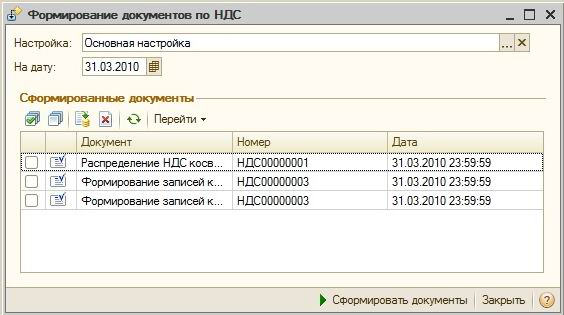 Формирование документов по НДС
Настройка: Основная настройка ...
На дату: 31.03.2010
Сформированные документы
Перейти
Документ Номер Дата
Распределение НДС косв... НДС00000001 31.03.2010 23:59:59
Формирование записей к... НДС00000003 31.03.2010 23:59:59
Формирование записей к... НДС00000003 31.03.2010 23:59:59
Сформировать документы Закрыть ?